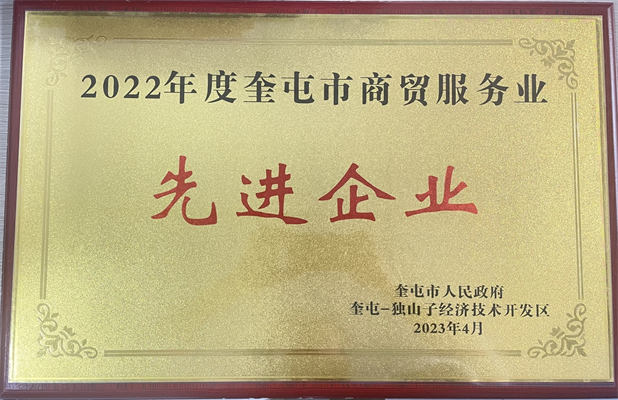 2022年度奎屯市商贸服务业
先进企业
奎屯市人民政府
奎屯-独山子经济技术开发区
2023年4月